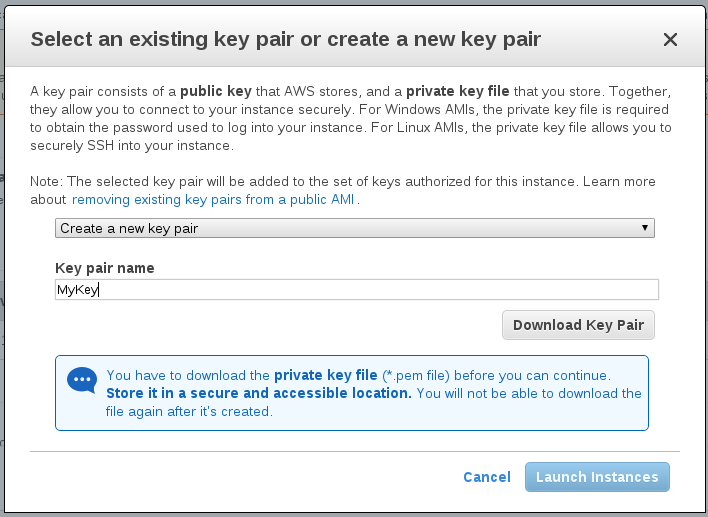 Select an existing key pair or create a new key pair
A key pair consists of a public key that AWS stores, and a private key file that you store. Together,
they allow you to connect to your instance securely. For Windows AMIs, the private key file is required
to obtain the password used to log into your instance. For Linux AMIs, the private key file allows you to
securely SSH into your instance.
Note: The selected key pair will be added to the set of keys authorized for this instance. Learn more
about removing existing key pairs from a public AMI.
Create a new key pair
Key pair name
MyKey
Download Key Pair
You have to download the private key file (*.pem file) before you can continue.
Store it in a secure and accessible location. You will not be able to download the
file again after it's created.
Cancel
Launch Instances